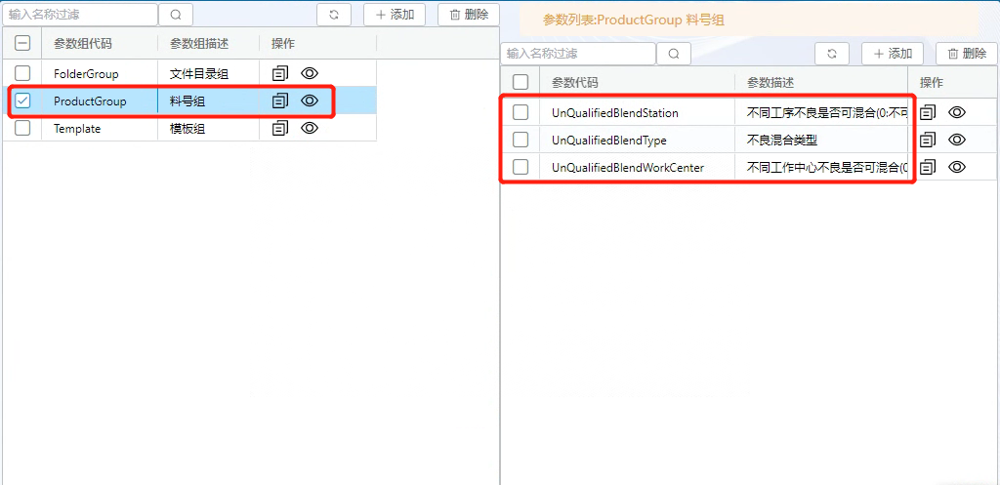 输入名称过滤
添加
删除
参数组代码 参数组描述 操作
FolderGroup 文件目录组
ProductGroup 料号组
Template 模板组
参数列表:ProductGroup 料号组
输入名称过滤
添加
删除
参数代码 参数描述 操作
UnQualifiedBlendStation 不同工序不良是否可混合(0:不可
UnQualifiedBlendType 不良混合类型
UnQualifiedBlendWorkCenter 不同工作中心不良是否可混合(0